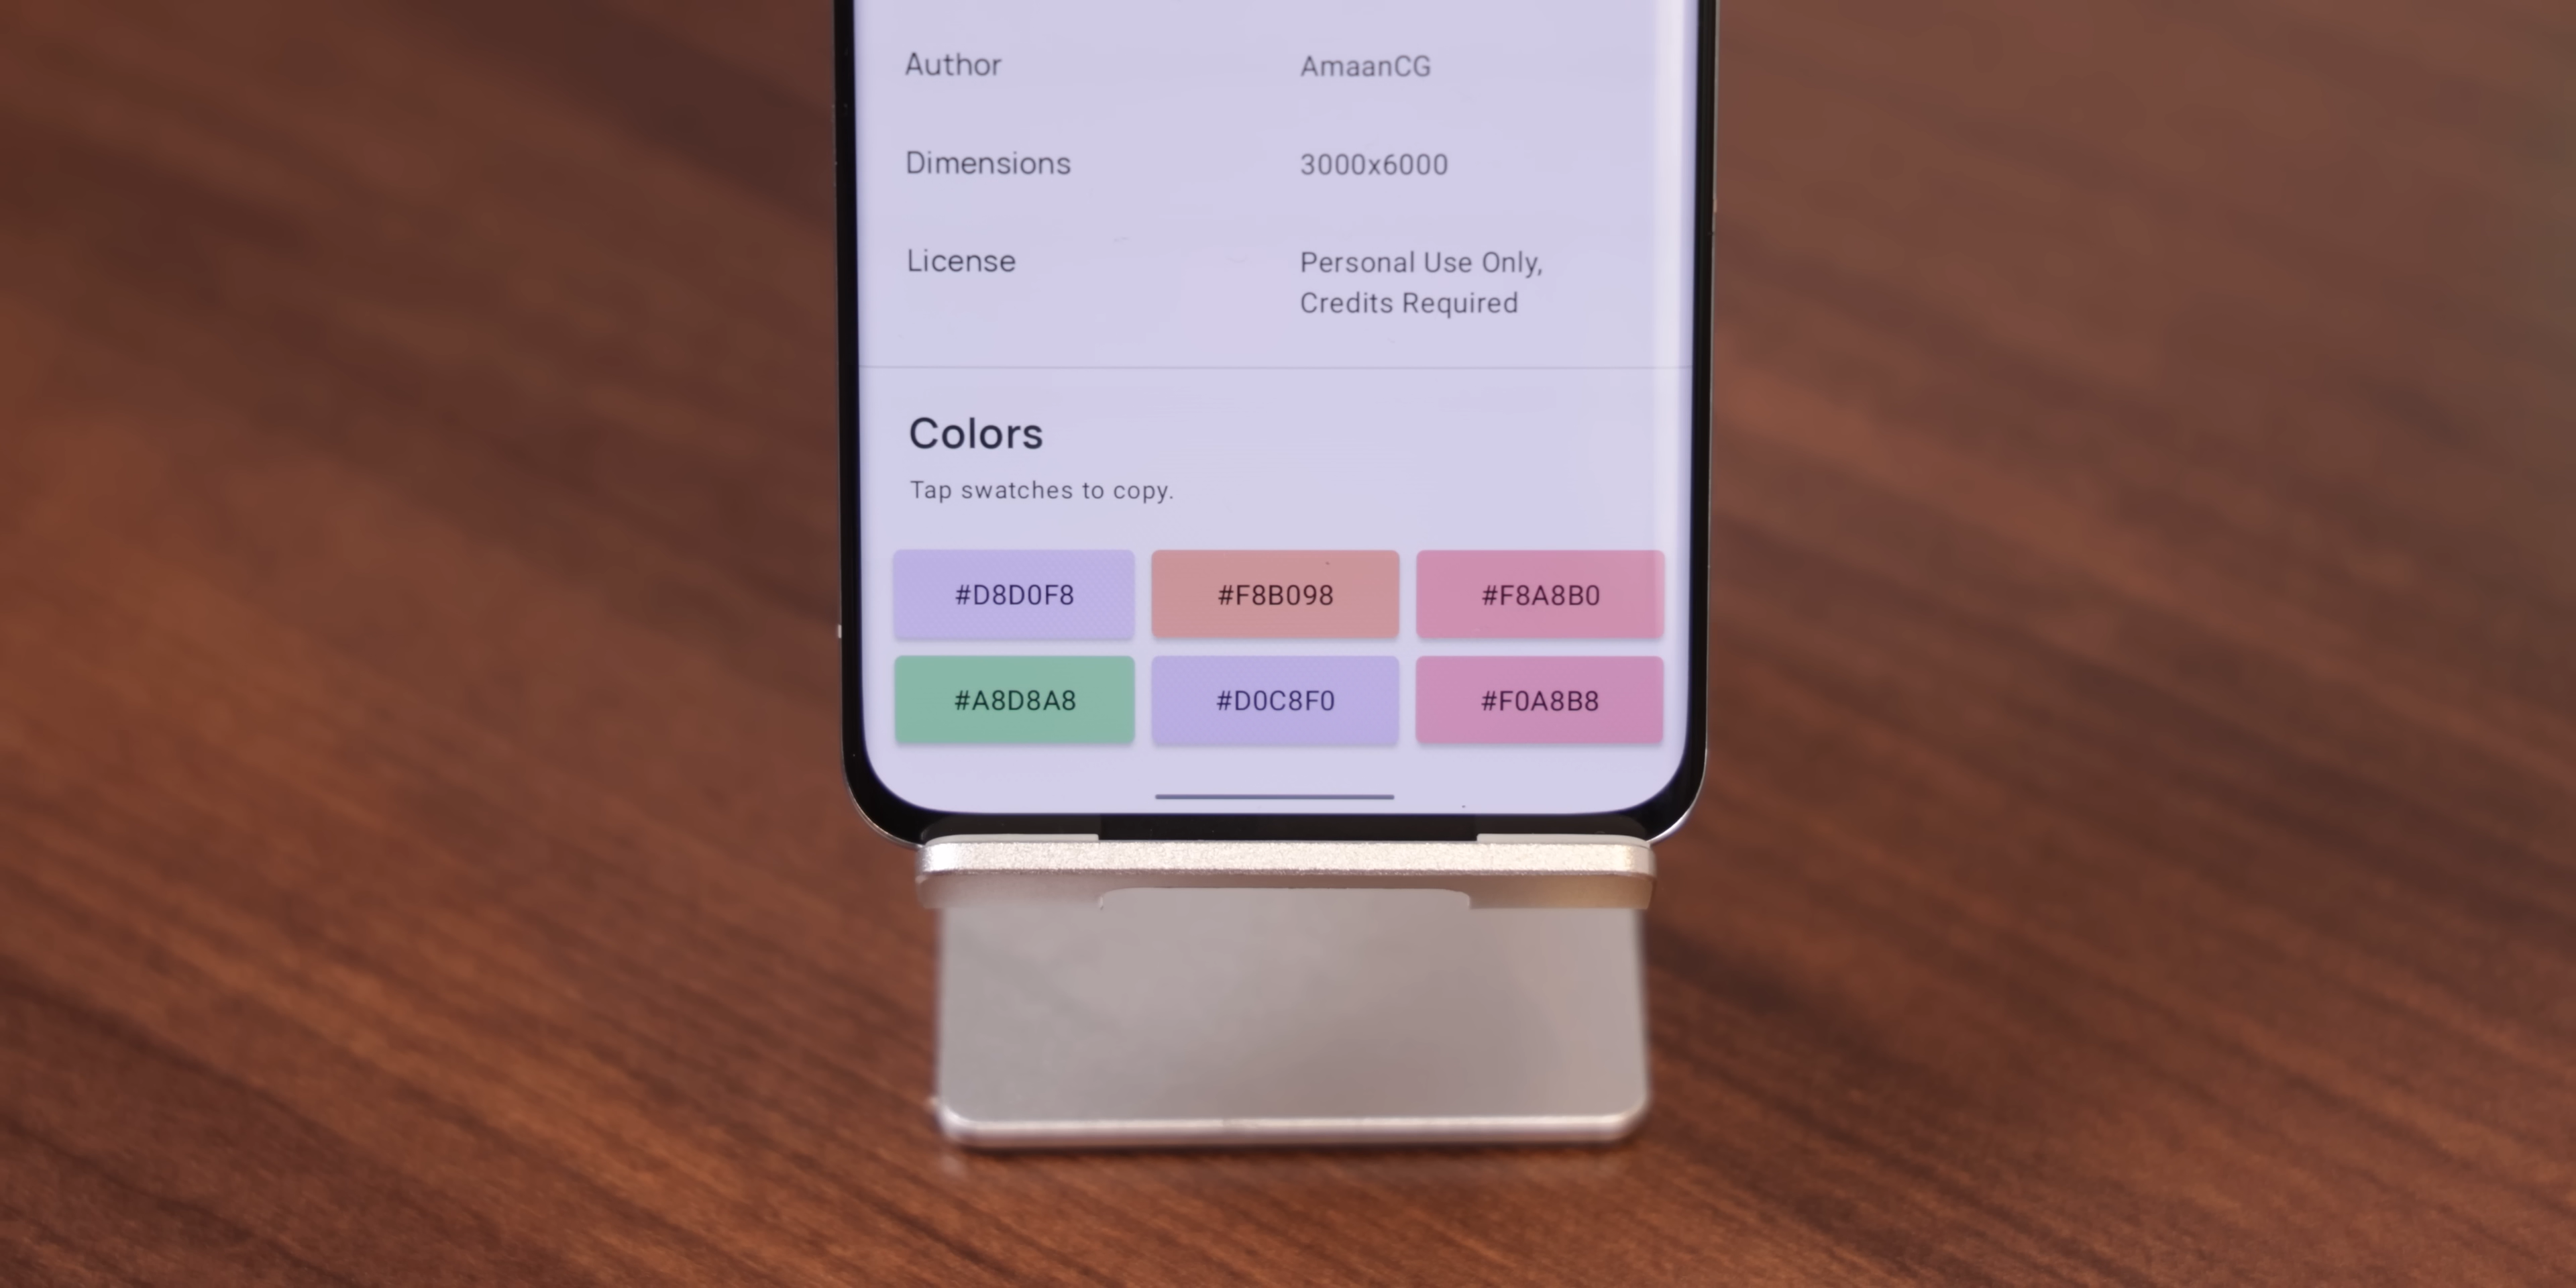 Author AmaanCG
Dimensions 3000x6000
License Personal Use Only,
Credits Required
Colors
Tap swatches to copy.
#D8D0F8 #F8B098 #F8A8B0
#A8D8A8 #D0C8F0 #F0A8B8